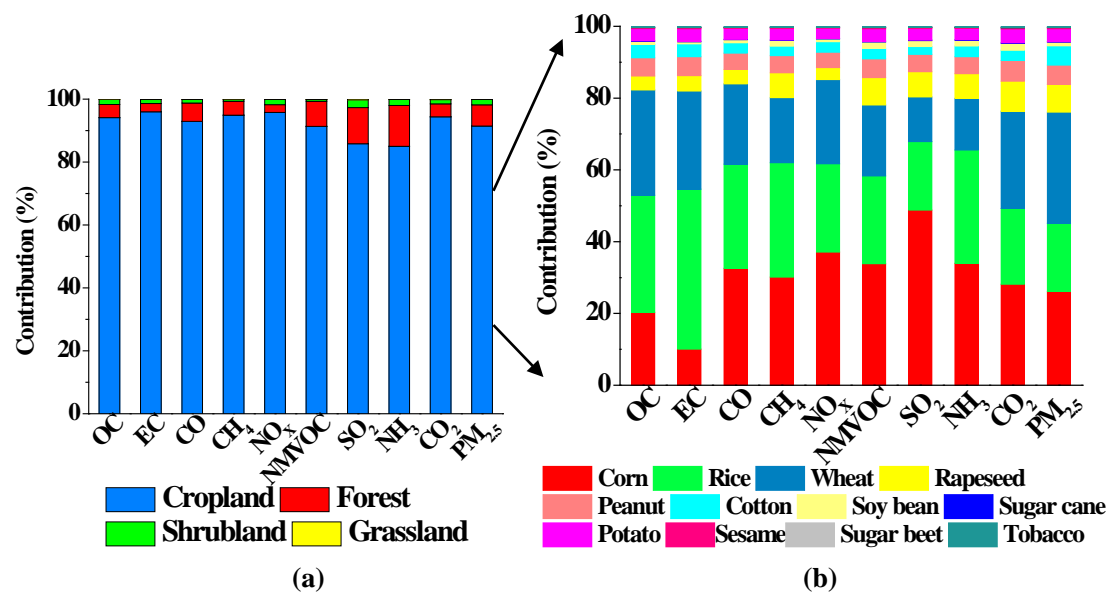 Contribution (%)
100
80
60
40
20
0
OC EC CO CH₄ NOₓ NMVOC SO₂ NH₃ CO₂ PM₂.₅
Cropland Forest
Shrubland Grassland
(a)
Contribution (%)
100
80
60
40
20
0
OC EC CO CH₄ NOₓ NMVOC SO₂ NH₃ CO₂ PM₂.₅
Corn Rice Wheat Rapeseed
Peanut Cotton Soy bean Sugar cane
Potato Sesame Sugar beet Tobacco
(b)